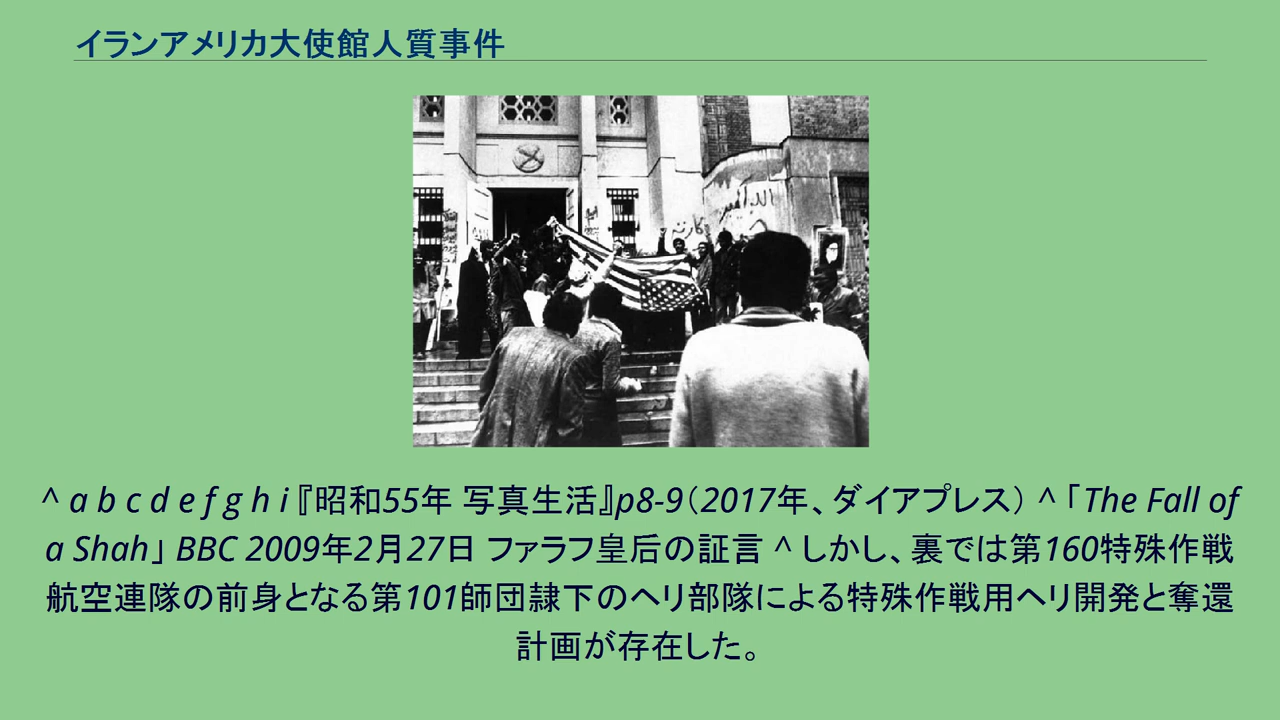 イランアメリカ大使館人質事件
^ a b c d e f g h i 『昭和55年 写真生活』p8-9（2017年、ダイアプレス） ^ 「The Fall of
a Shah」 BBC 2009年2月27日 ファラフ皇后の証言 ^ しかし、裏では第160特殊作戦
航空連隊の前身となる第101師団隷下のヘリ部隊による特殊作戦用ヘリ開発と奪還
計画が存在した。